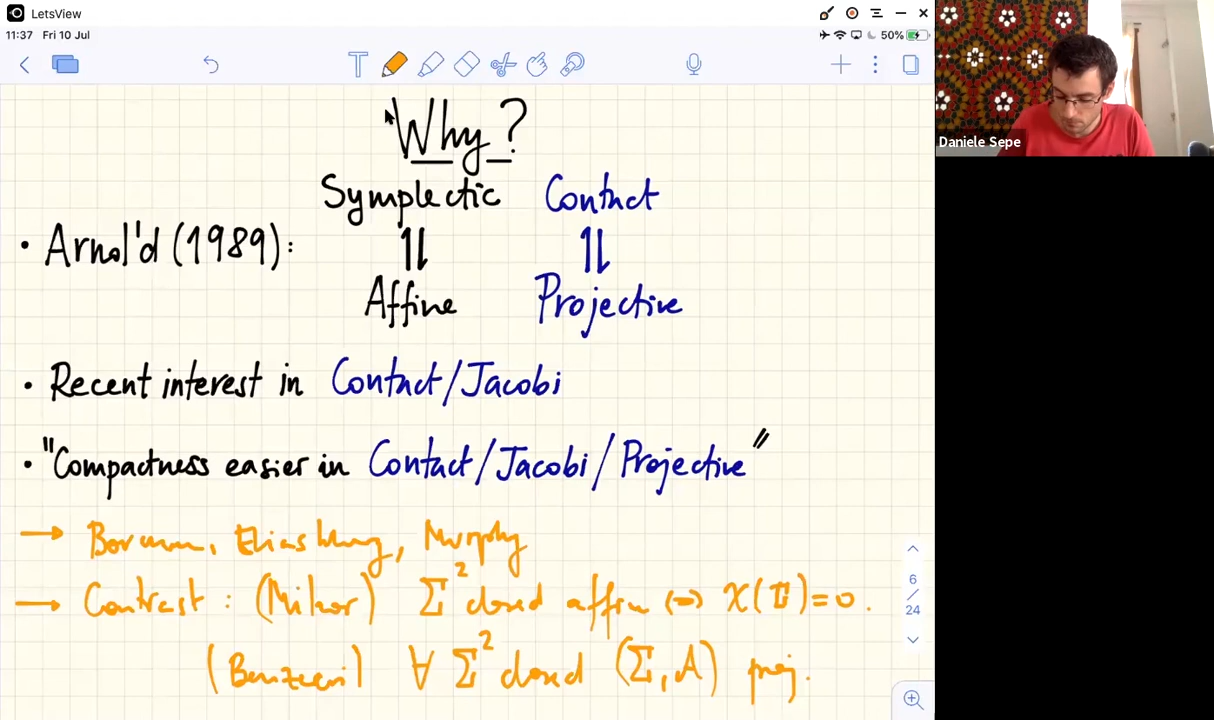 LetsView
11:37 Fri 10 Jul
50%
Why?
Symplectic Contact
• Arnol'd (1989): ⥮ ⥮
Affine Projective
• Recent interest in Contact/Jacobi
• "Compactness easier in Contact/Jacobi/Projective"
→ Borman, Eliashberg, Murphy
→ Contrast: (Milnor) Σ² closed affine ⇔ χ(Σ)=0.
(Benzecri) ∀ Σ² closed (Σ, A) proj.
6
/
24
Daniele Sepe